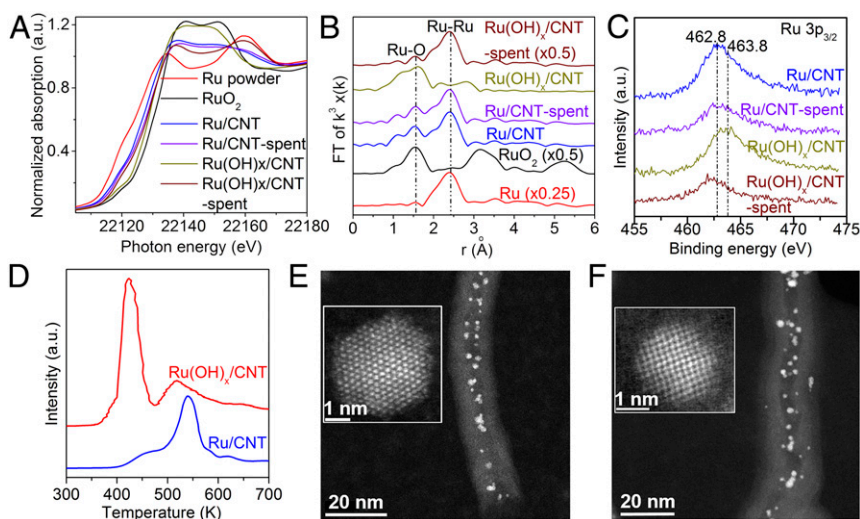 A
Normalized absorption (a.u.)
1.2
0.8
0.4
Ru powder
RuO₂
Ru/CNT
Ru/CNT-spent
Ru(OH)x/CNT
Ru(OH)x/CNT
-spent
22120 22140 22160 22180
Photon energy (eV)
B
FT of k³ x(k)
Ru-Ru
Ru-O
Ru(OH)ₓ/CNT
-spent (x0.5)
Ru(OH)ₓ/CNT
Ru/CNT-spent
Ru/CNT
RuO₂ (x0.5)
Ru (x0.25)
0 1 2 3 4 5 6
r (Å)
C
Intensity (a.u.)
Ru 3p₃/₂
462.8
463.8
Ru/CNT
Ru/CNT-spent
Ru(OH)ₓ/CNT
Ru(OH)ₓ/CNT
-spent
455 460 465 470 475
Binding energy (eV)
D
Intensity (a.u.)
Ru(OH)ₓ/CNT
Ru/CNT
300 400 500 600 700
Temperature (K)
E
1 nm
20 nm
F
1 nm
20 nm